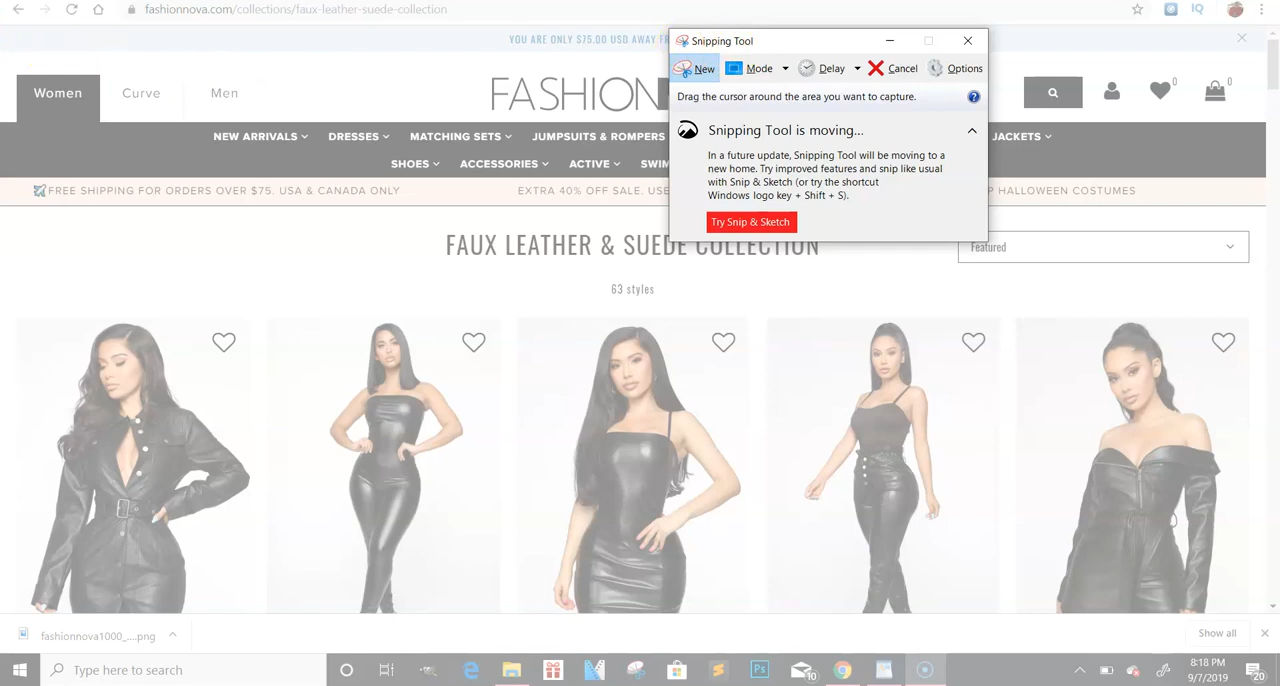 fashionnova.com/collections/faux-leather-suede-collection
IQ
YOU ARE ONLY $75.00 USD AWAY
Snipping Tool
New Mode Delay Cancel Options
Drag the cursor around the area you want to capture.
Snipping Tool is moving...
In a future update, Snipping Tool will be moving to a
new home. Try improved features and snip like usual
with Snip & Sketch (or try the shortcut
Windows logo key + Shift + S).
Try Snip & Sketch
Women Curve Men
FASHION
0 0
NEW ARRIVALS DRESSES MATCHING SETS JUMPSUITS & ROMPERS JACKETS
SHOES ACCESSORIES ACTIVE SWIM
FREE SHIPPING FOR ORDERS OVER $75. USA & CANADA ONLY EXTRA 40% OFF SALE. USE HALLOWEEN COSTUMES
FAUX LEATHER & SUEDE COLLECTION
Featured
63 styles
fashionnova1000_....png
Show all
Type here to search
Ps
10
8:18 PM
9/7/2019
20